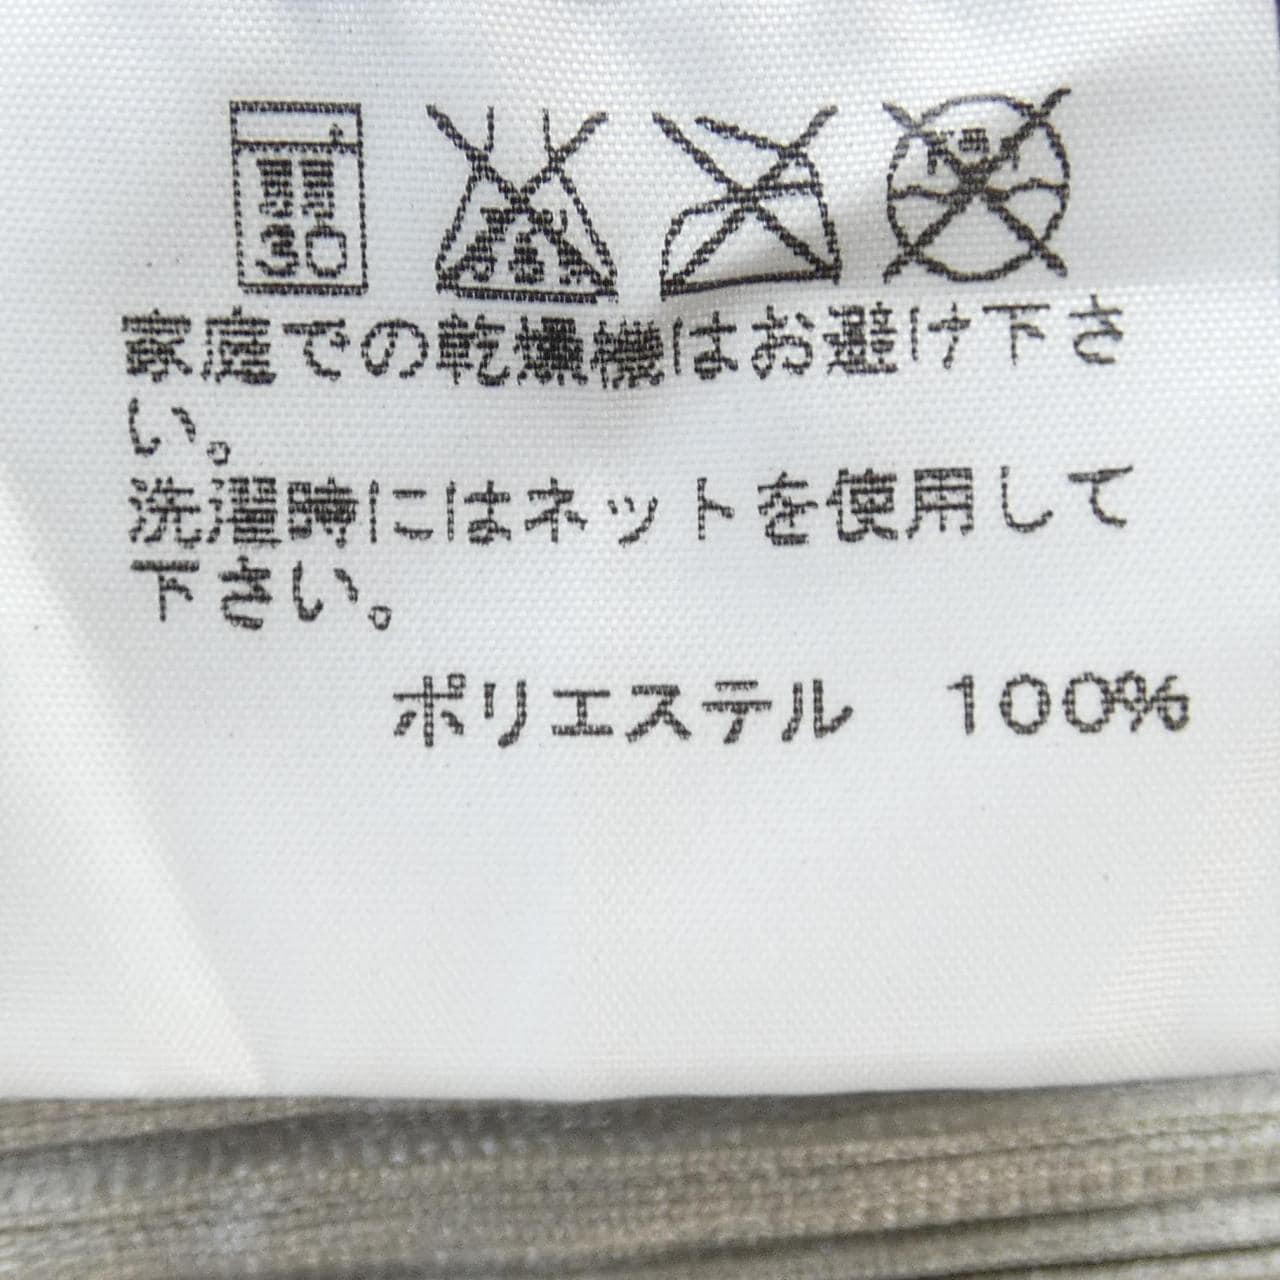 30
家庭での乾燥機はお避け下さ
い。
洗濯時にはネットを使用して
下さい。
ポリエステル 100%